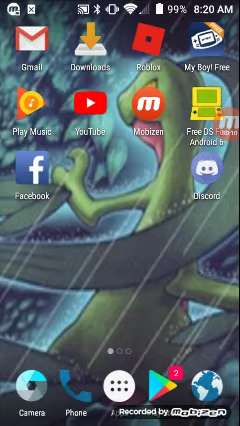 99% 8:20 AM
Gmail
Downloads
Roblox
My Boy! Free
Play Music
YouTube
Mobizen
Free DS
Android 6
Facebook
Discord
2
Camera
Phone
Recorded by mobizen